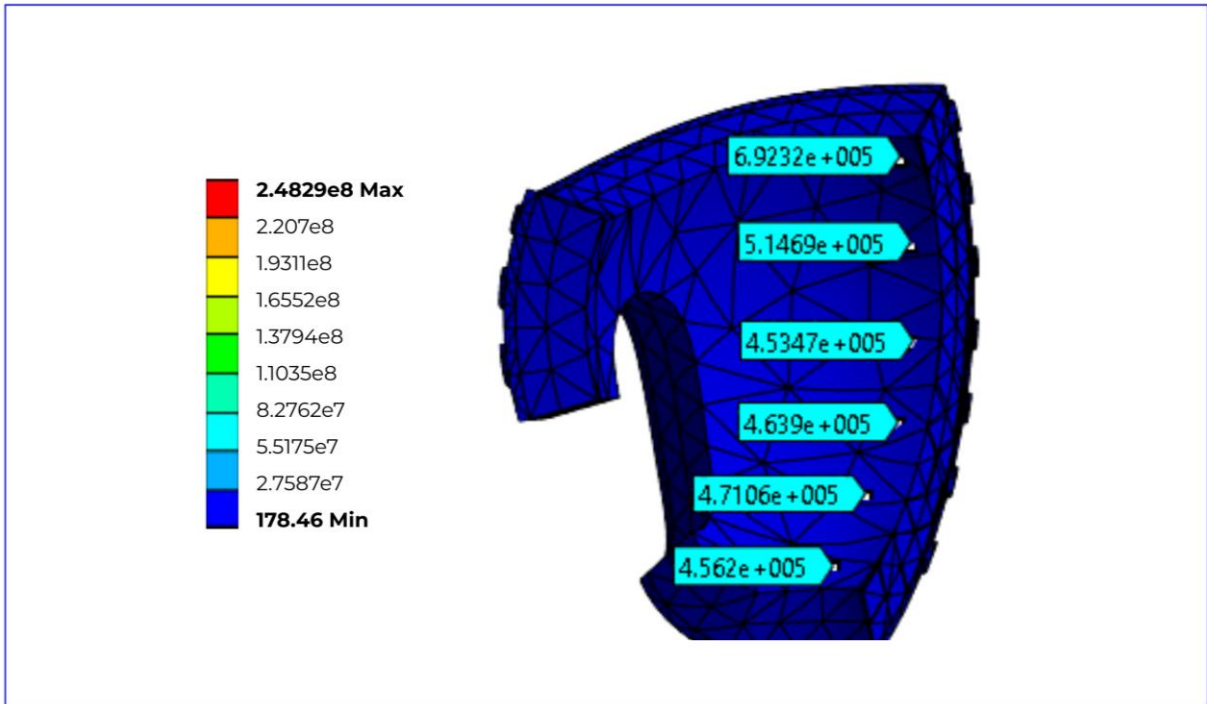 2.4829e8 Max
2.207e8
1.9311e8
1.6552e8
1.3794e8
1.1035e8
8.2762e7
5.5175e7
2.7587e7
178.46 Min
6.9232e+005
5.1469e+005
4.5347e+005
4.639e+005
4.7106e+005
4.562e+005